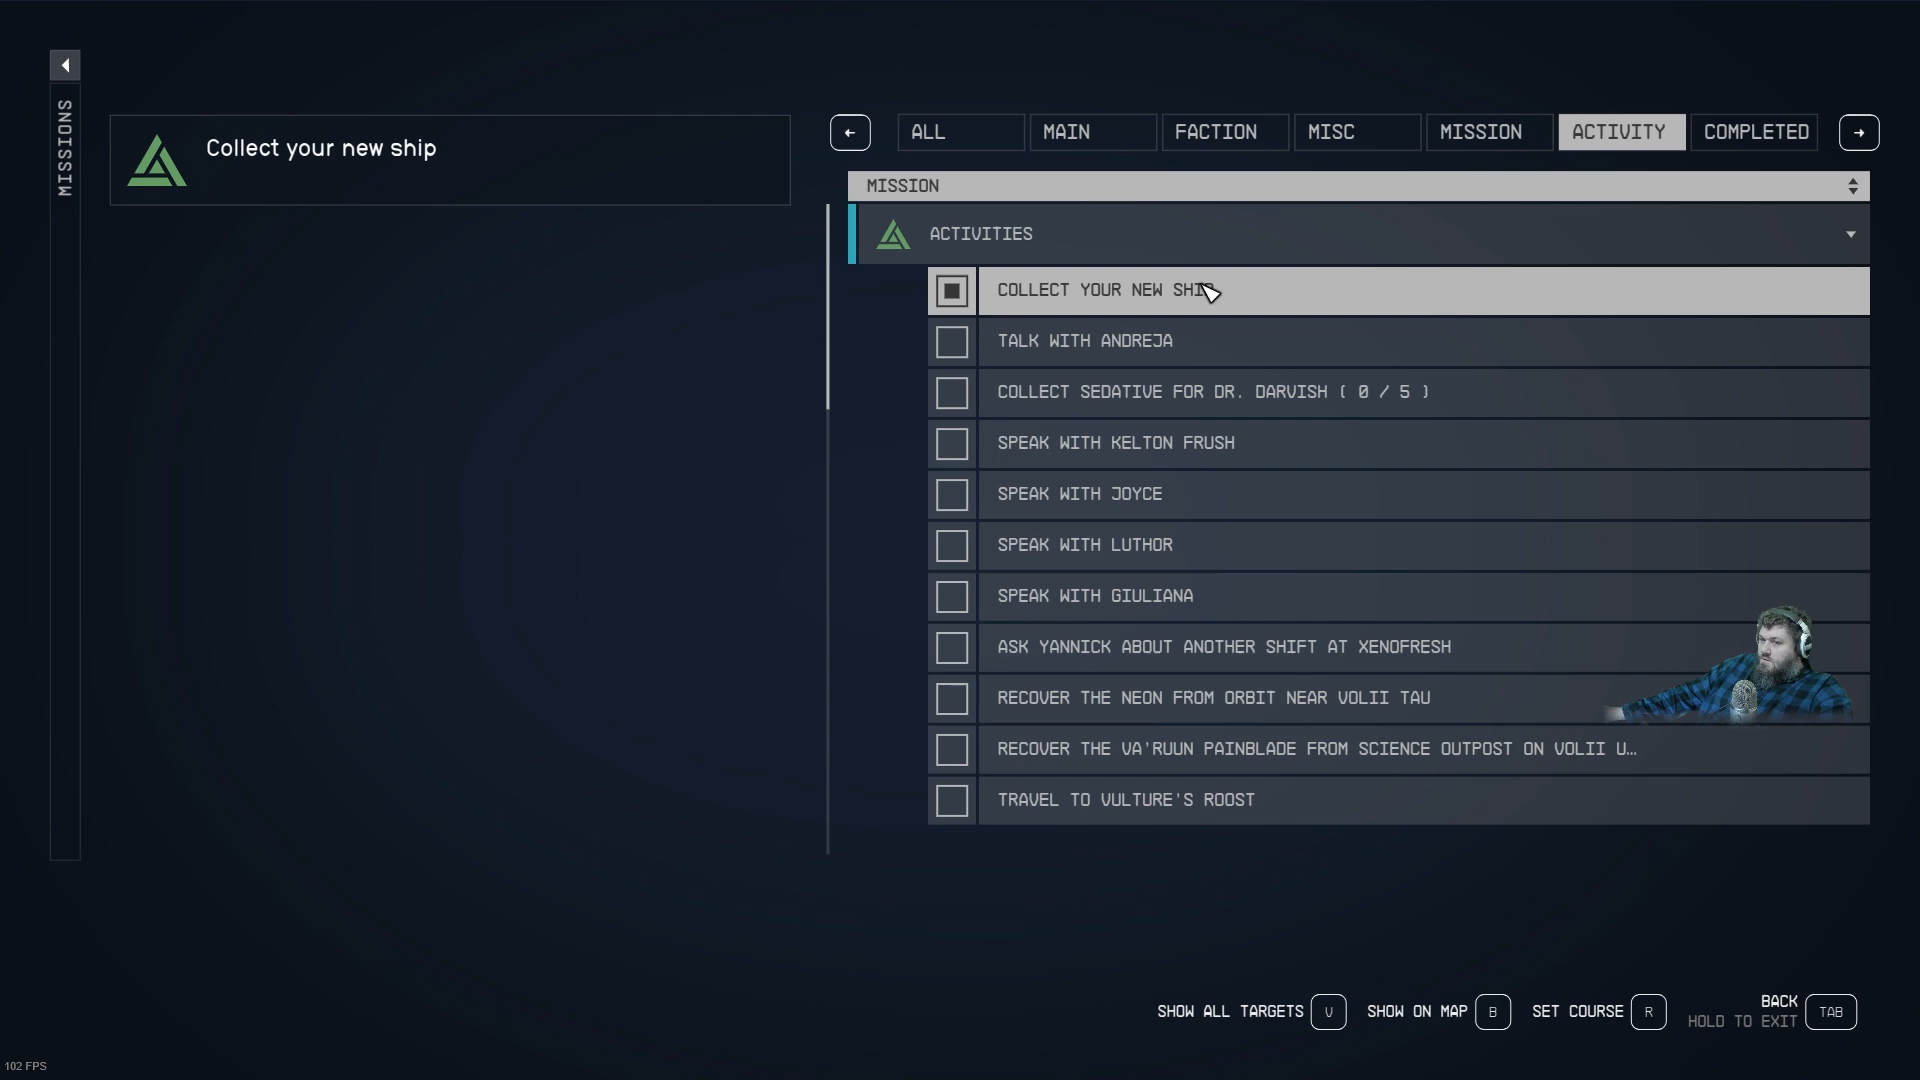 MISSIONS
Collect your new ship
ALL
MAIN
FACTION
MISC
MISSION
ACTIVITY
COMPLETED
MISSION
ACTIVITIES
COLLECT YOUR NEW SHIP
TALK WITH ANDREJA
COLLECT SEDATIVE FOR DR. DARVISH ( 0 / 5 )
SPEAK WITH KELTON FRUSH
SPEAK WITH JOYCE
SPEAK WITH LUTHOR
SPEAK WITH GIULIANA
ASK YANNICK ABOUT ANOTHER SHIFT AT XENOFRESH
RECOVER THE NEON FROM ORBIT NEAR VOLII TAU
RECOVER THE VA'RUUN PAINBLADE FROM SCIENCE OUTPOST ON VOLII U...
TRAVEL TO VULTURE'S ROOST
SHOW ALL TARGETS V
SHOW ON MAP B
SET COURSE R
BACK
HOLD TO EXIT
TAB
102 FPS